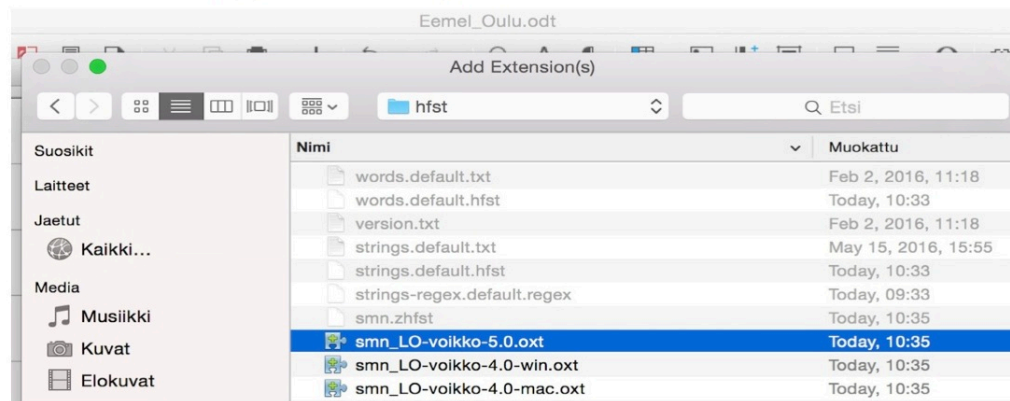 Eemel_Oulu.odt
Add Extension(s)
hfst
Etsi
Suosikit
Laitteet
Jaetut
Kaikki...
Media
Musiikki
Kuvat
Elokuvat
Nimi
Muokattu
words.default.txt Feb 2, 2016, 11:18
words.default.hfst Today, 10:33
version.txt Feb 2, 2016, 11:18
strings.default.txt May 15, 2016, 15:55
strings.default.hfst Today, 10:33
strings-regex.default.regex Today, 09:33
smn.zhfst Today, 10:35
smn_LO-voikko-5.0.oxt Today, 10:35
smn_LO-voikko-4.0-win.oxt Today, 10:35
smn_LO-voikko-4.0-mac.oxt Today, 10:35